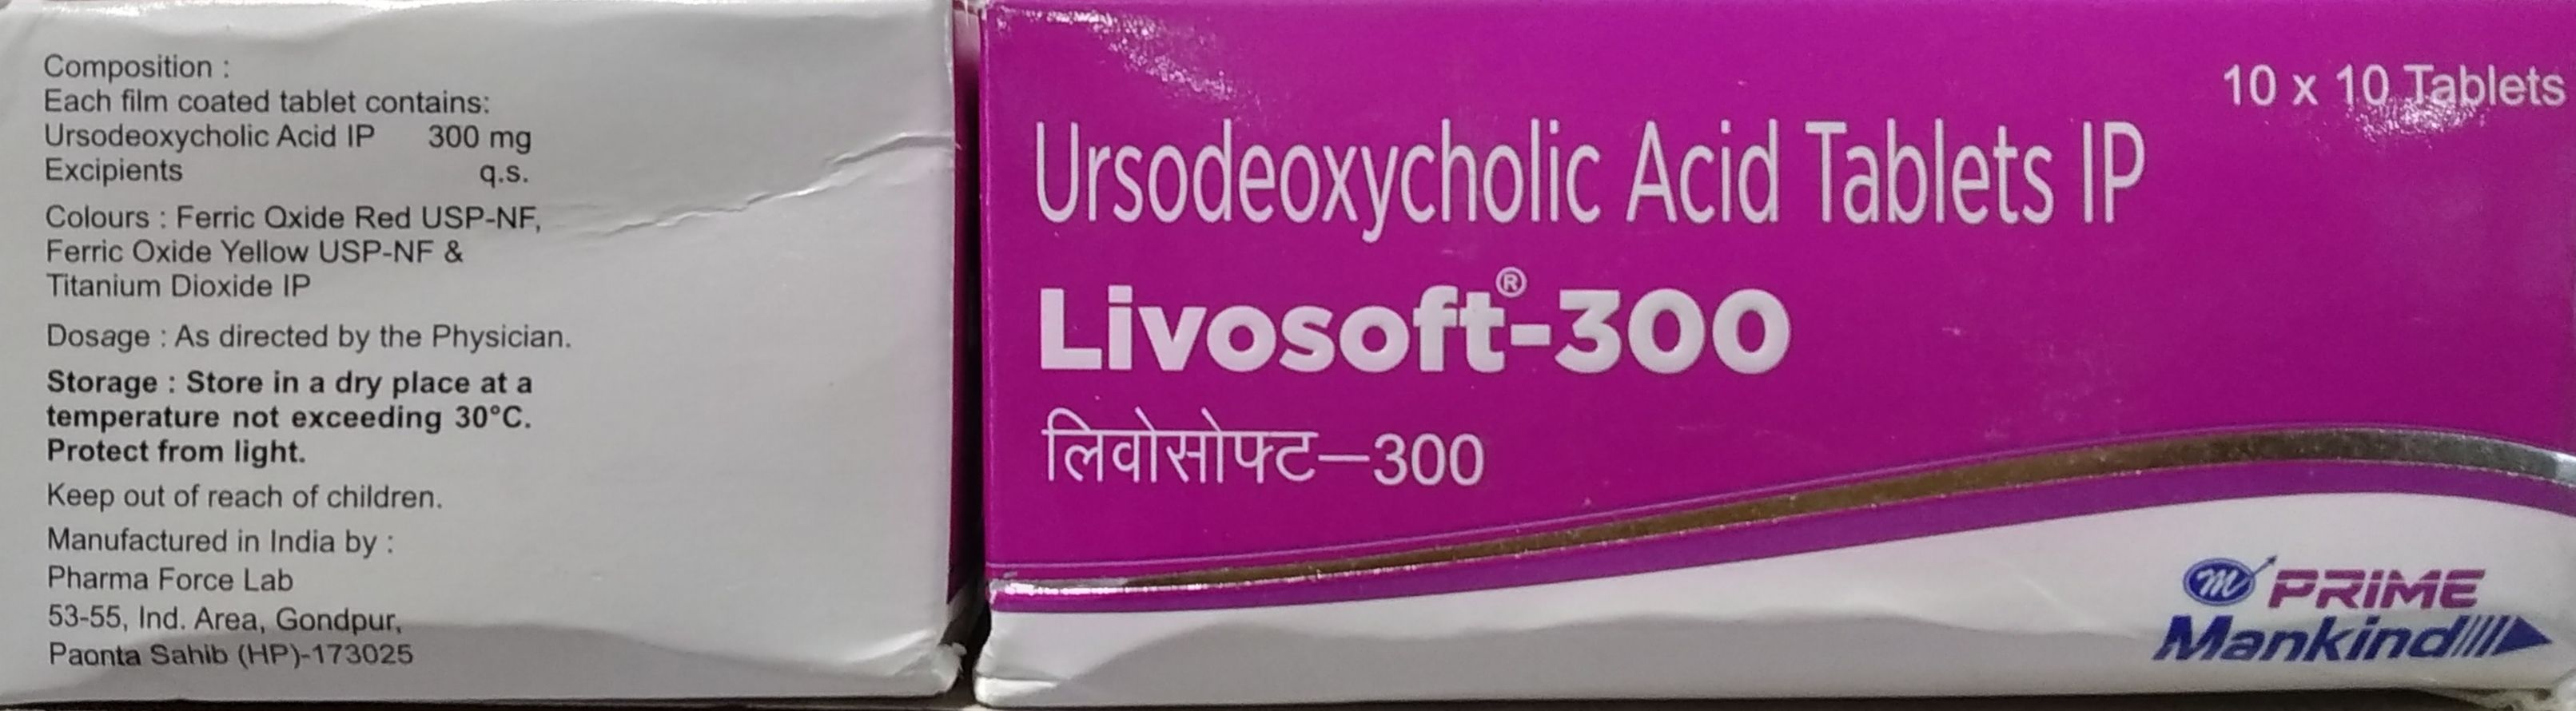 Composition :
Each film coated tablet contains:
Ursodeoxycholic Acid IP 300 mg
Excipients q.s.
Colours : Ferric Oxide Red USP-NF,
Ferric Oxide Yellow USP-NF &
Titanium Dioxide IP
Dosage : As directed by the Physician.
Storage : Store in a dry place at a
temperature not exceeding 30°C.
Protect from light.
Keep out of reach of children.
Manufactured in India by :
Pharma Force Lab
53-55, Ind. Area, Gondpur,
Paonta Sahib (HP)-173025
10 x 10 Tablets
Ursodeoxycholic Acid Tablets IP
Livosoft®-300
लिवोसोफ्ट–300
m PRIME
Mankind